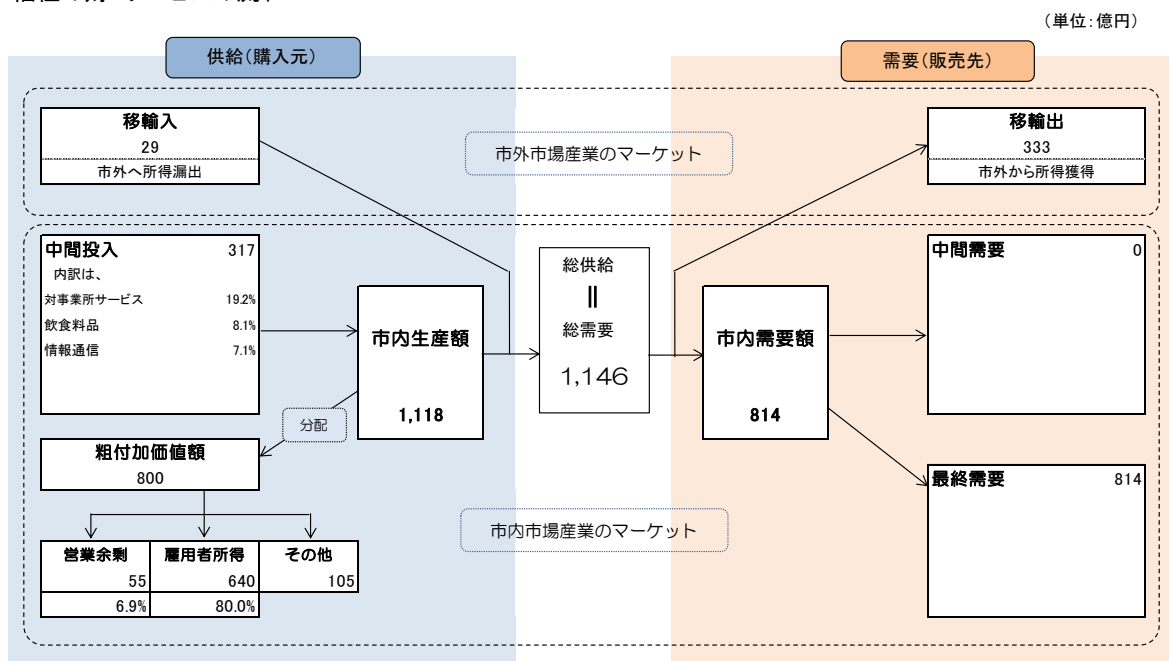 （単位：億円）
供給（購入元）
需要（販売先）
移輸入
29
市外へ所得漏出
市外市場産業のマーケット
移輸出
333
市外から所得獲得
中間投入 317
内訳は、
対事業所サービス 19.2%
飲食料品 8.1%
情報通信 7.1%
市内生産額
1,118
総供給
||
総需要
1,146
市内需要額
814
中間需要 0
分配
粗付加価値額
800
最終需要 814
市内市場産業のマーケット
営業余剰 雇用者所得 その他
55 640 105
6.9% 80.0%